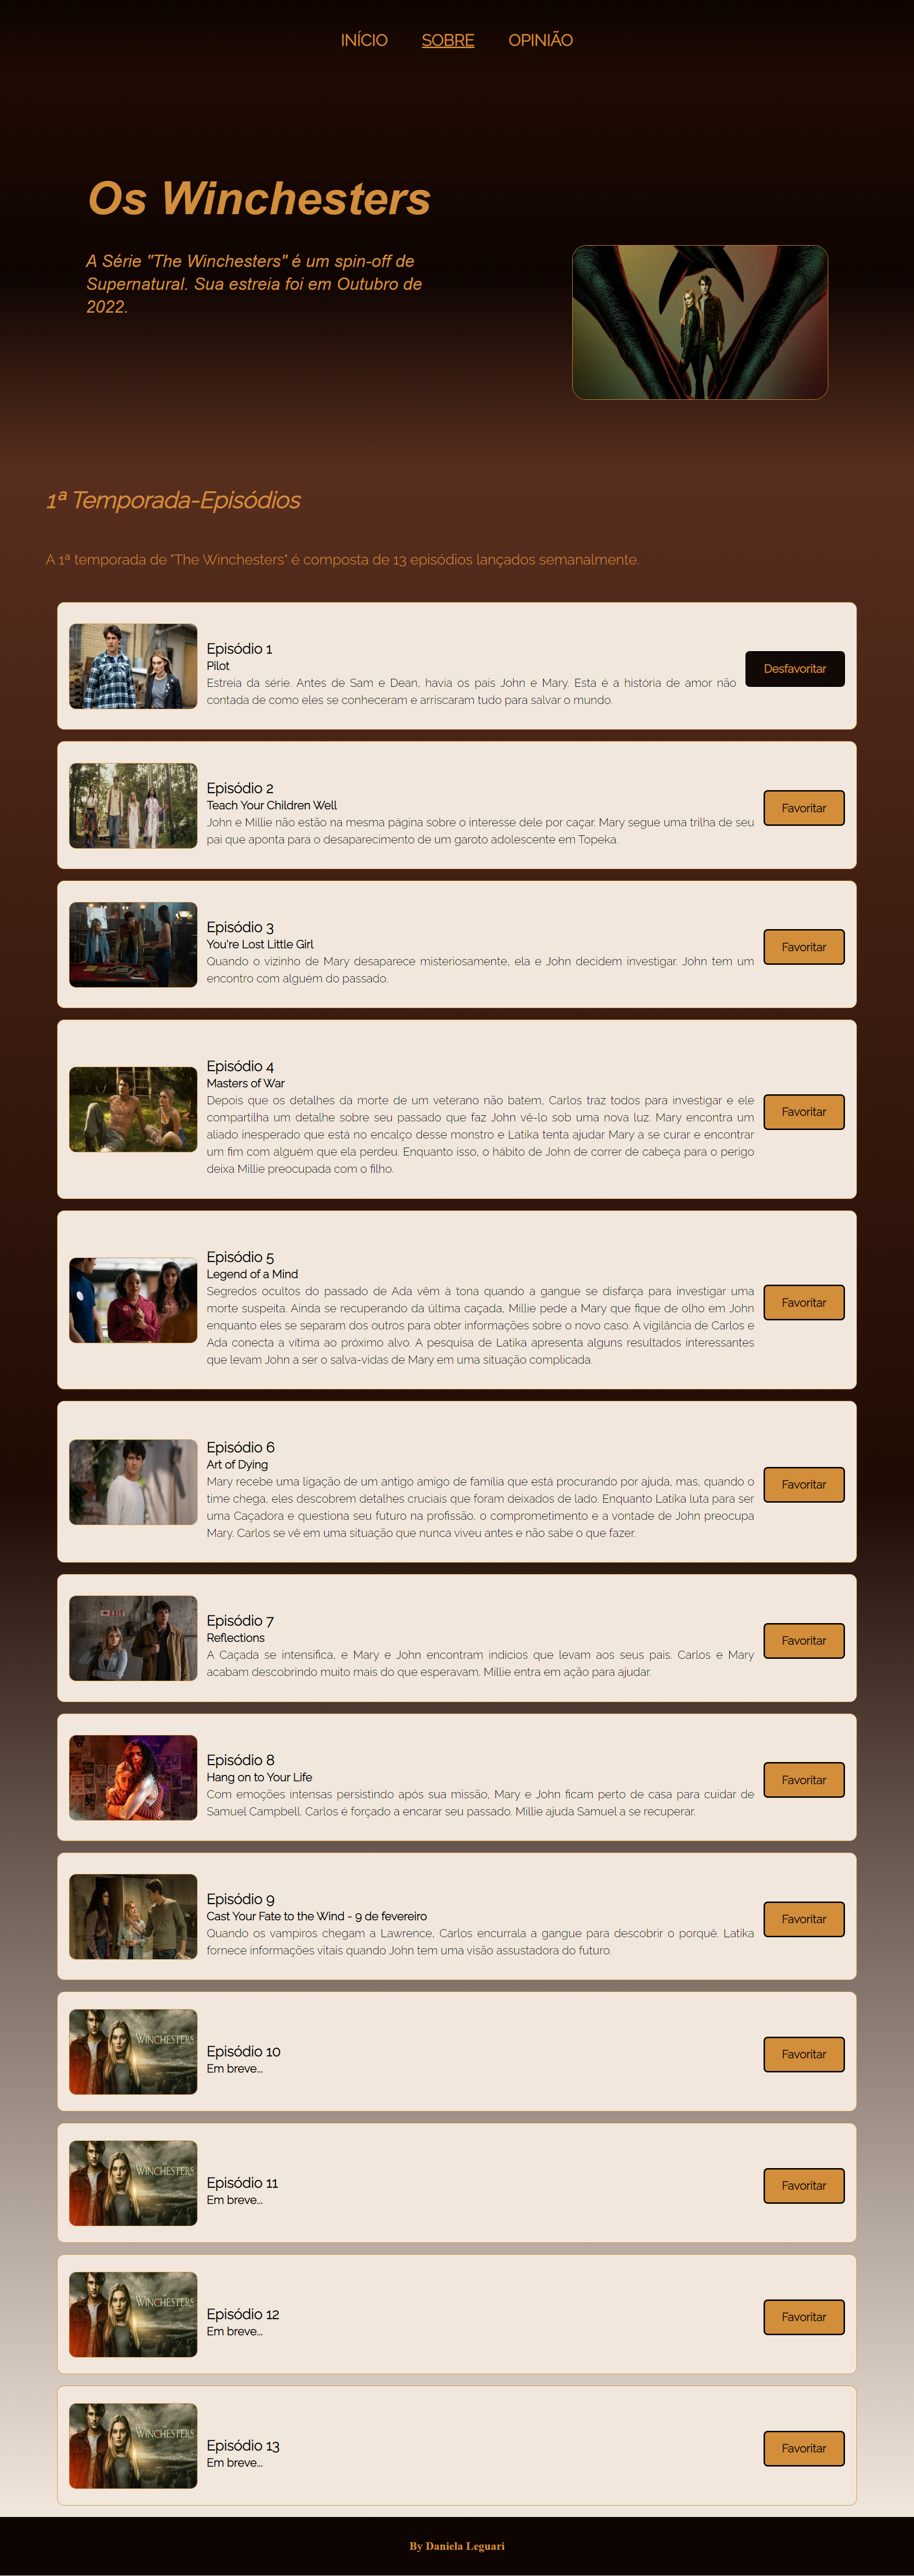 INÍCIO SOBRE OPINIÃO
Os Winchesters
A Série "The Winchesters" é um spin-off de
Supernatural. Sua estreia foi em Outubro de
2022.
1ª Temporada-Episódios
A 1ª temporada de "The Winchesters" é composta de 13 episódios lançados semanalmente.
Episódio 1
Pilot
Estreia da série. Antes de Sam e Dean, havia os pais John e Mary. Esta é a história de amor não
contada de como eles se conheceram e arriscaram tudo para salvar o mundo.
Desfavoritar
Episódio 2
Teach Your Children Well
John e Millie não estão na mesma página sobre o interesse dele por caçar. Mary segue uma trilha de seu
pai que aponta para o desaparecimento de um garoto adolescente em Topeka.
Favoritar
Episódio 3
You're Lost Little Girl
Quando o vizinho de Mary desaparece misteriosamente, ela e John decidem investigar. John tem um
encontro com alguém do passado.
Favoritar
Episódio 4
Masters of War
Depois que os detalhes da morte de um veterano não batem, Carlos traz todos para investigar e ele
compartilha um detalhe sobre seu passado que faz John vê-lo sob uma nova luz. Mary encontra um
aliado inesperado que está no encalço desse monstro e Latika tenta ajudar Mary a se curar e encontrar
um fim com alguém que ela perdeu. Enquanto isso, o hábito de John de correr de cabeça para o perigo
deixa Millie preocupada com o filho.
Favoritar
Episódio 5
Legend of a Mind
Segredos ocultos do passado de Ada vêm à tona quando a gangue se disfarça para investigar uma
morte suspeita. Ainda se recuperando da última caçada, Millie pede a Mary que fique de olho em John
enquanto eles se separam dos outros para obter informações sobre o novo caso. A vigilância de Carlos e
Ada conecta a vítima ao próximo alvo. A pesquisa de Latika apresenta alguns resultados interessantes
que levam John a ser o salva-vidas de Mary em uma situação complicada.
Favoritar
Episódio 6
Art of Dying
Mary recebe uma ligação de um antigo amigo de família que está procurando por ajuda, mas, quando o
time chega, eles descobrem detalhes cruciais que foram deixados de lado. Enquanto Latika luta para ser
uma Caçadora e questiona seu futuro na profissão, o comprometimento e a vontade de John preocupa
Mary. Carlos se vê em uma situação que nunca viveu antes e não sabe o que fazer.
Favoritar
EXIT
Episódio 7
Reflections
A Caçada se intensifica, e Mary e John encontram indícios que levam aos seus pais. Carlos e Mary
acabam descobrindo muito mais do que esperavam. Millie entra em ação para ajudar.
Favoritar
Episódio 8
Hang on to Your Life
Com emoções intensas persistindo após sua missão, Mary e John ficam perto de casa para cuidar de
Samuel Campbell. Carlos é forçado a encarar seu passado. Millie ajuda Samuel a se recuperar.
Favoritar
Episódio 9
Cast Your Fate to the Wind - 9 de fevereiro
Quando os vampiros chegam a Lawrence, Carlos encurrala a gangue para descobrir o porquê. Latika
fornece informações vitais quando John tem uma visão assustadora do futuro.
Favoritar
WINCHESTERS
Episódio 10
Em breve...
Favoritar
WINCHESTERS
Episódio 11
Em breve...
Favoritar
WINCHESTERS
Episódio 12
Em breve...
Favoritar
WINCHESTERS
Episódio 13
Em breve...
Favoritar
By Daniela Leguari